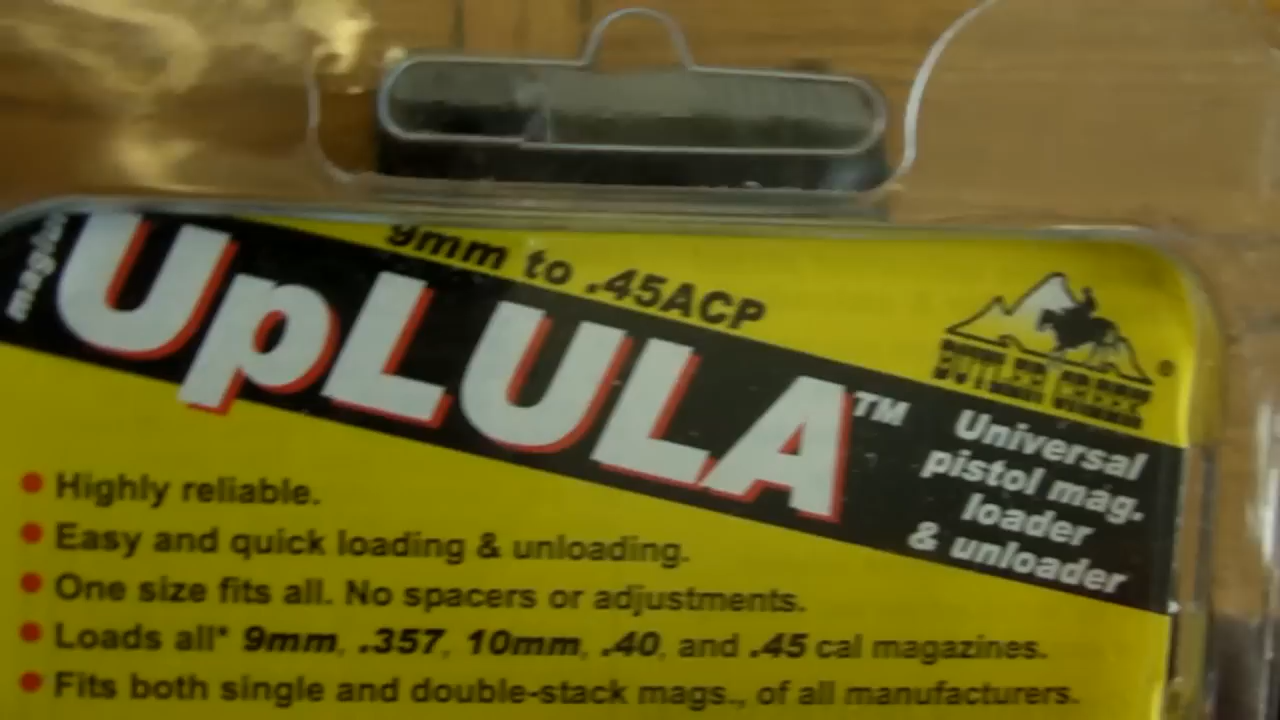 9mm to .45ACP
UpLULA™
BUTLER CREEK
®
Universal
pistol mag.
loader
& unloader
• Highly reliable.
• Easy and quick loading & unloading.
• One size fits all. No spacers or adjustments.
• Loads all* 9mm, .357, 10mm, .40, and .45 cal magazines.
• Fits both single and double-stack mags., of all manufacturers.